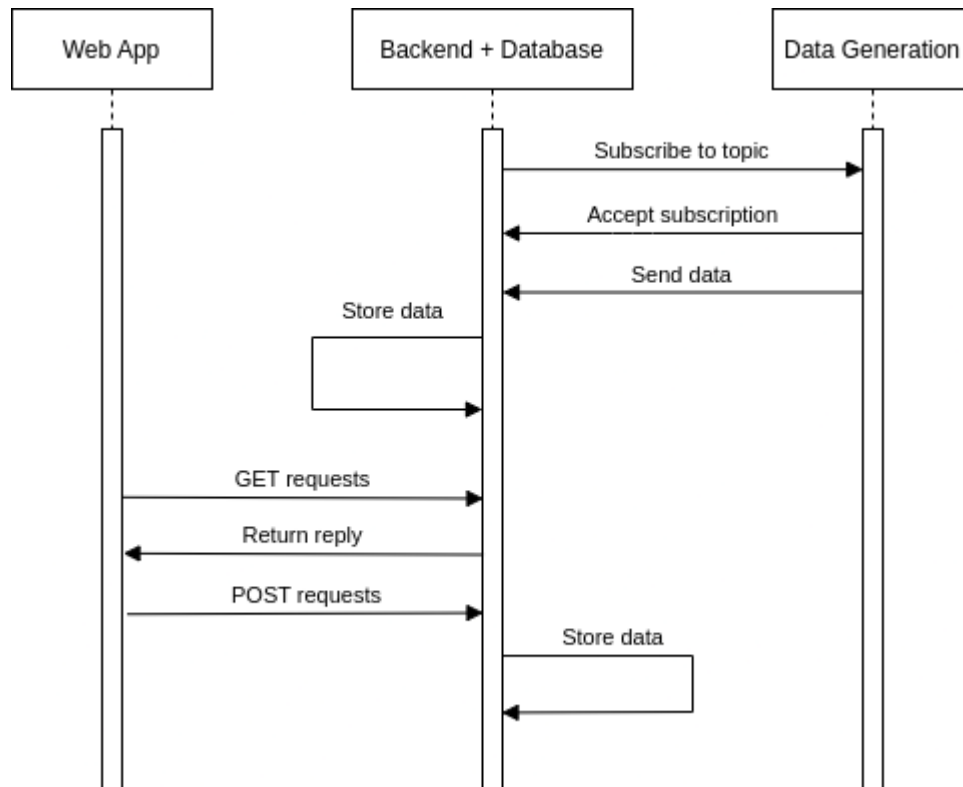 Web App
Backend + Database
Data Generation
Subscribe to topic
Accept subscription
Send data
Store data
GET requests
Return reply
POST requests
Store data